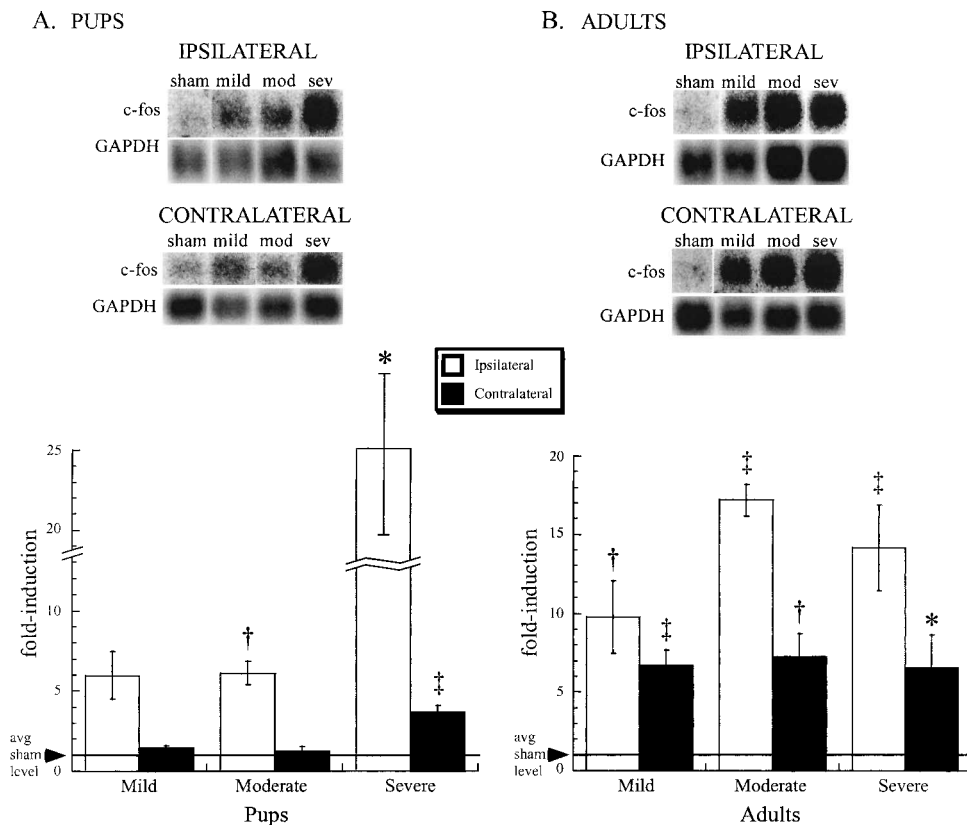 A. PUPS
IPSILATERAL
sham mild mod sev
c-fos
GAPDH
CONTRALATERAL
sham mild mod sev
c-fos
GAPDH
B. ADULTS
IPSILATERAL
sham mild mod sev
c-fos
GAPDH
CONTRALATERAL
sham mild mod sev
c-fos
GAPDH
Ipsilateral
Contralateral
fold-induction
25
20
10
5
0
avg
sham
level
*
†
‡
Mild Moderate Severe
Pups
fold-induction
20
15
10
5
0
avg
sham
level
†
‡
‡
†
‡
*
Mild Moderate Severe
Adults